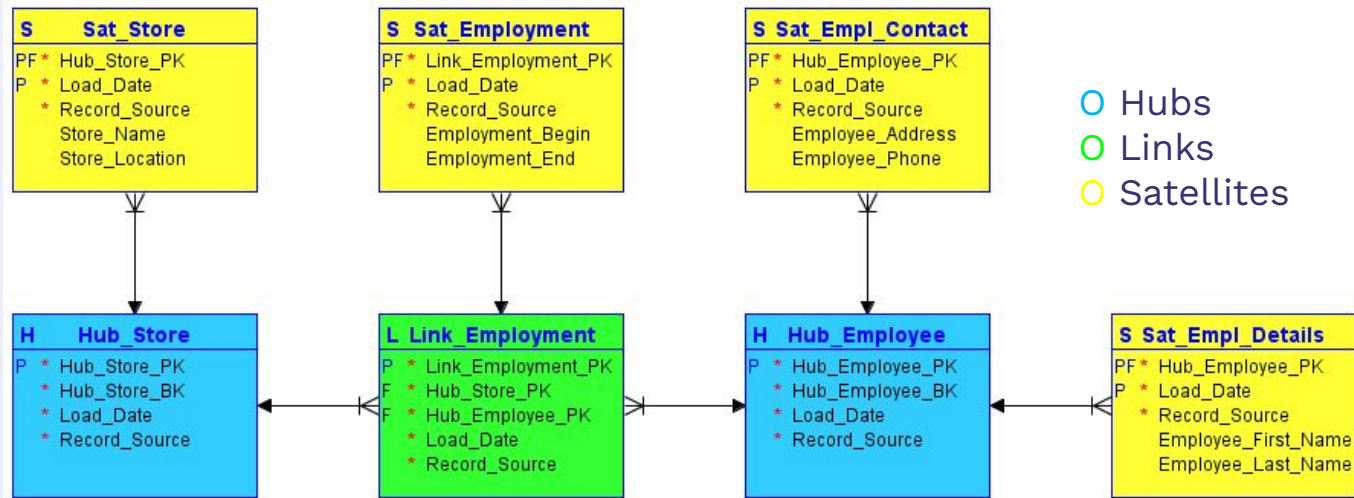 S Sat_Store
PF * Hub_Store_PK
P * Load_Date
* Record_Source
Store_Name
Store_Location
S Sat_Employment
PF * Link_Employment_PK
P * Load_Date
* Record_Source
Employment_Begin
Employment_End
S Sat_Empl_Contact
PF * Hub_Employee_PK
P * Load_Date
* Record_Source
Employee_Address
Employee_Phone
O Hubs
O Links
O Satellites
H Hub_Store
P * Hub_Store_PK
* Hub_Store_BK
* Load_Date
* Record_Source
L Link_Employment
P * Link_Employment_PK
F * Hub_Store_PK
F * Hub_Employee_PK
* Load_Date
* Record_Source
H Hub_Employee
P * Hub_Employee_PK
* Hub_Employee_BK
* Load_Date
* Record_Source
S Sat_Empl_Details
PF * Hub_Employee_PK
P * Load_Date
* Record_Source
Employee_First_Name
Employee_Last_Name